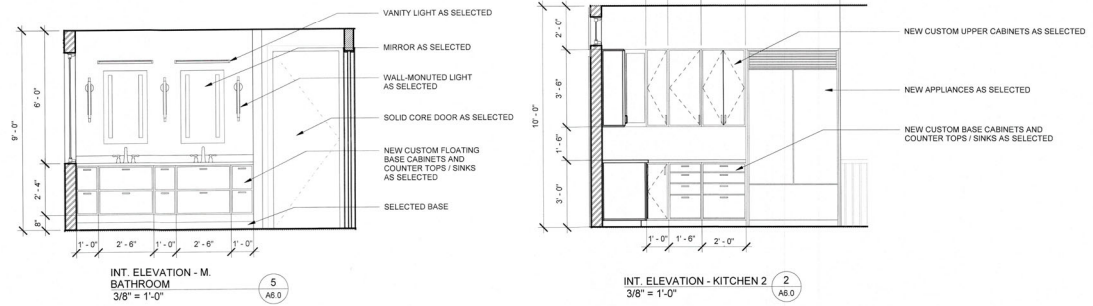 VANITY LIGHT AS SELECTED
MIRROR AS SELECTED
WALL-MONUTED LIGHT
AS SELECTED
SOLID CORE DOOR AS SELECTED
NEW CUSTOM FLOATING
BASE CABINETS AND
COUNTER TOPS / SINKS
AS SELECTED
SELECTED BASE
9' - 0"
6' - 0"
2' - 4"
8"
1' - 0" 2' - 6" 1' - 0" 2' - 6" 1' - 0"
INT. ELEVATION - M.
BATHROOM
3/8" = 1'-0"
5
A6.0
NEW CUSTOM UPPER CABINETS AS SELECTED
NEW APPLIANCES AS SELECTED
NEW CUSTOM BASE CABINETS AND
COUNTER TOPS / SINKS AS SELECTED
10' - 0"
2' - 0"
3' - 6"
1' - 6"
3' - 0"
1' - 0" 1' - 6" 2' - 0"
INT. ELEVATION - KITCHEN 2
3/8" = 1'-0"
2
A6.0